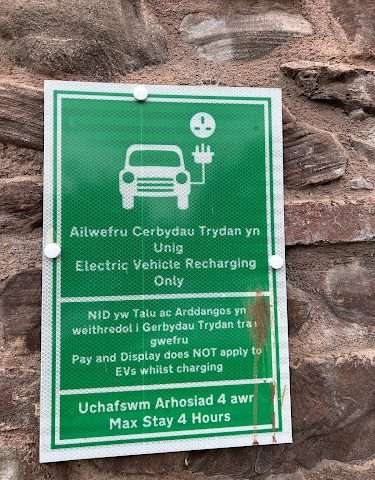 Ailwefru Cerbydau Trydan yn
Unig
Electric Vehicle Recharging
Only
NID yw Talu ac Arddangos yn
weithredol i Gerbydau Trydan tra'n
gwefru
Pay and Display does NOT apply to
EVs whilst charging
Uchafswm Arhosiad 4 awr
Max Stay 4 Hours